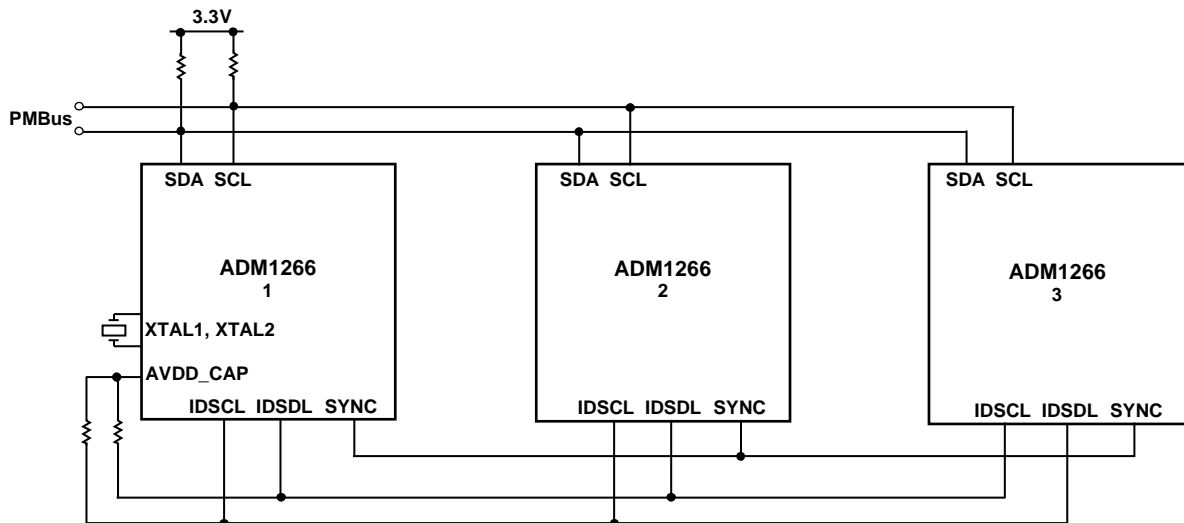 3.3V
PMBus
SDA SCL
SDA SCL
SDA SCL
ADM1266
1
ADM1266
2
ADM1266
3
XTAL1, XTAL2
AVDD_CAP
IDSCL IDSDL SYNC
IDSCL IDSDL SYNC
IDSCL IDSDL SYNC